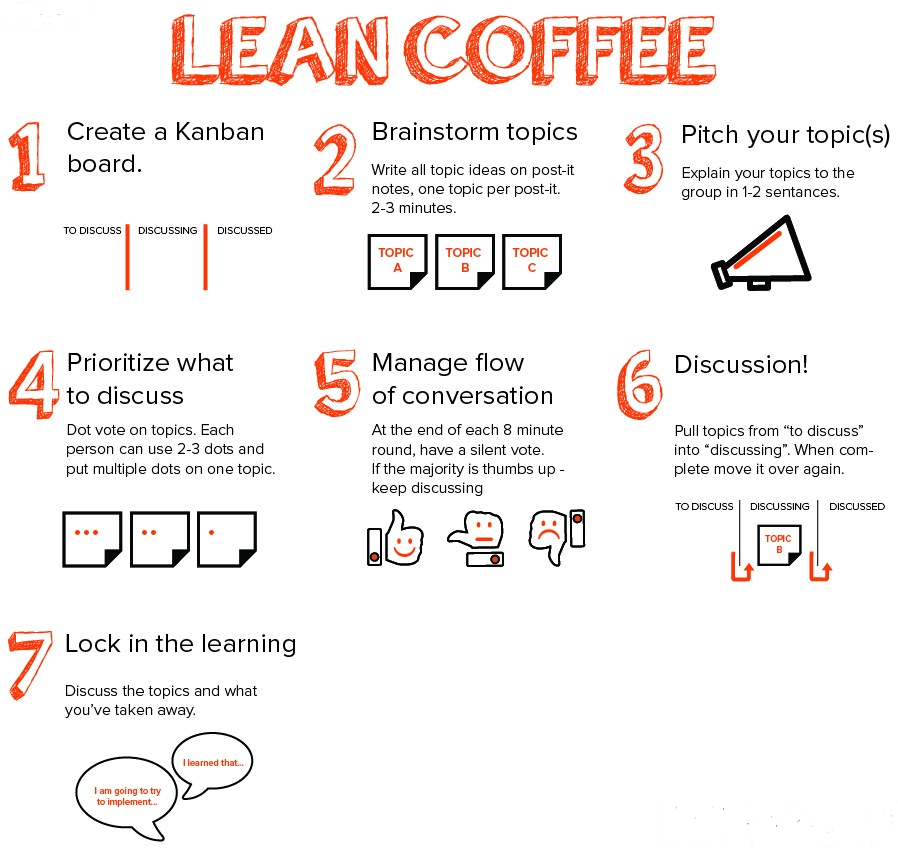 LEAN COFFEE
1
Create a Kanban
board.
TO DISCUSS
DISCUSSING
DISCUSSED
2
Brainstorm topics
Write all topic ideas on post-it
notes, one topic per post-it.
2-3 minutes.
TOPIC
A
TOPIC
B
TOPIC
C
3
Pitch your topic(s)
Explain your topics to the
group in 1-2 sentances.
4
Prioritize what
to discuss
Dot vote on topics. Each
person can use 2-3 dots and
put multiple dots on one topic.
5
Manage flow
of conversation
At the end of each 8 minute
round, have a silent vote.
If the majority is thumbs up -
keep discussing
6
Discussion!
Pull topics from “to discuss”
into “discussing”. When com-
plete move it over again.
TO DISCUSS
DISCUSSING
DISCUSSED
TOPIC
B
7
Lock in the learning
Discuss the topics and what
you’ve taken away.
I learned that...
I am going to try
to implement...